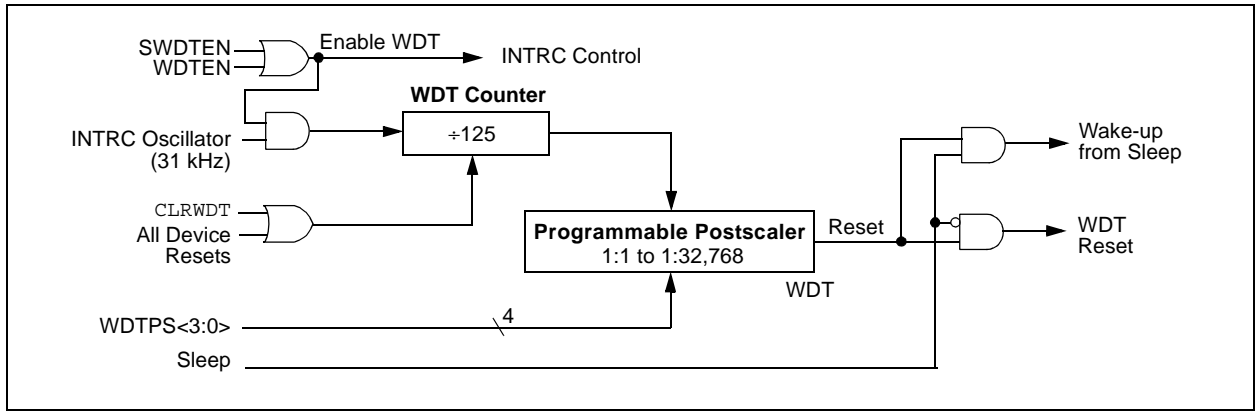 SWDTEN
WDTEN
Enable WDT
INTRC Control
WDT Counter
÷125
INTRC Oscillator
(31 kHz)
Wake-up
from Sleep
CLRWDT
All Device
Resets
Programmable Postscaler
1:1 to 1:32,768
Reset
WDT
Reset
WDT
4
WDTPS<3:0>
Sleep